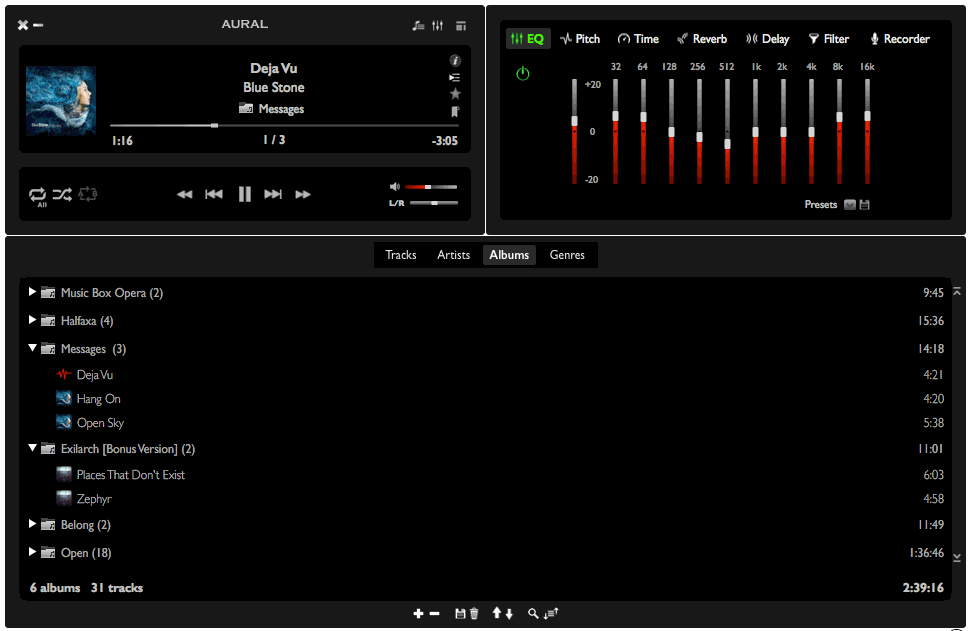 AURAL
Deja Vu
Blue Stone
Messages
1:16
1 / 3
-3:05
All
A B
L/R
EQ Pitch Time Reverb Delay Filter Recorder
32 64 128 256 512 1k 2k 4k 8k 16k
+20
0
-20
Presets
Tracks Artists Albums Genres
Music Box Opera (2) 9:45
Halfaxa (4) 15:36
Messages (3) 14:18
Deja Vu 4:21
Hang On 4:20
Open Sky 5:38
Exilarch [Bonus Version] (2) 11:01
Places That Don't Exist 6:03
Zephyr 4:58
Belong (2) 11:49
Open (18) 1:36:46
6 albums 31 tracks 2:39:16